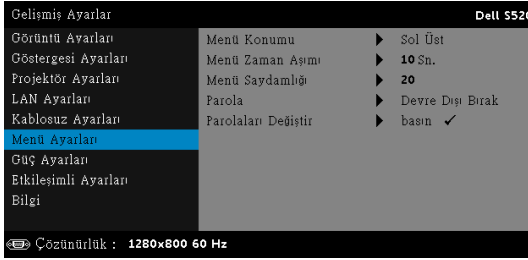 Gelişmiş Ayarlar Dell S520
Görüntü Ayarları
Göstergesi Ayarları
Projektör Ayarları
LAN Ayarları
Kablosuz Ayarları
Menü Ayarları
Güç Ayarları
Etkileşimli Ayarları
Bilgi
Menü Konumu Sol Üst
Menü Zaman Aşımı 10 Sn.
Menü Saydamlığı 20
Parola Devre Dışı Bırak
Parolaları Değiştir basın ✓
Çözünürlük : 1280x800 60 Hz